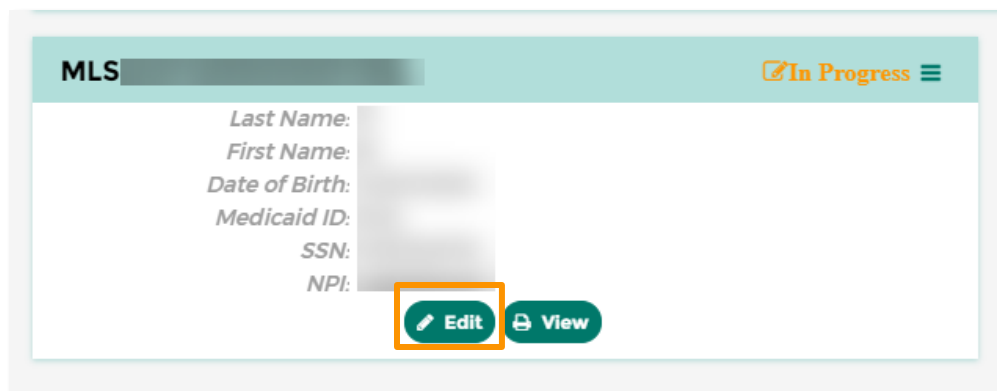 MLS
In Progress
Last Name:
First Name:
Date of Birth:
Medicaid ID:
SSN:
NPI:
Edit
View